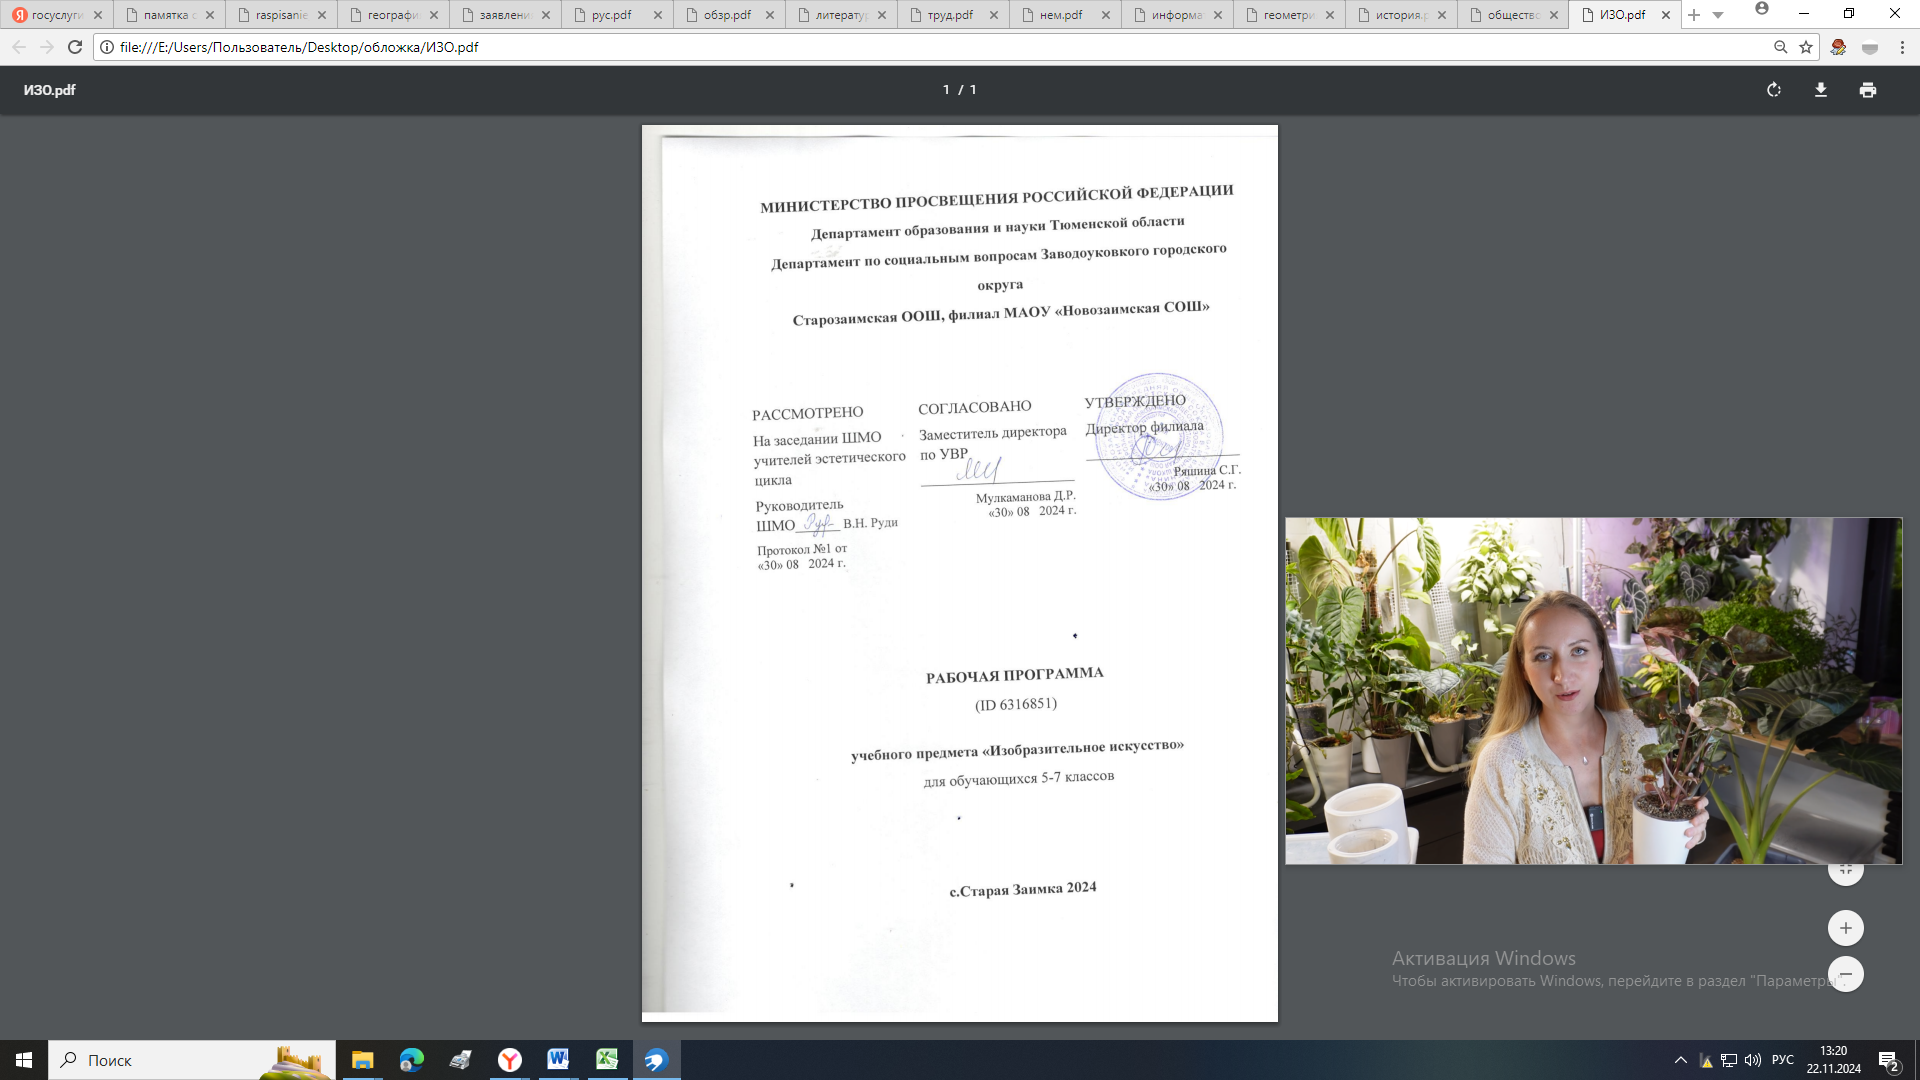 госуслуги
памятка с
raspisanie
географи
заявлени
рус.pdf
обзр.pdf
литератур
труд.pdf
нем.pdf
информат
геометри
история.p
общество
ИЗО.pdf
file:///E:/Users/Пользователь/Desktop/обложка/ИЗО.pdf
ИЗО.pdf
1 / 1
МИНИСТЕРСТВО ПРОСВЕЩЕНИЯ РОССИЙСКОЙ ФЕДЕРАЦИИ
Департамент образования и науки Тюменской области
Департамент по социальным вопросам Заводоуковкого городского
округа
Старозаимская ООШ, филиал МАОУ «Новозаимская СОШ»
РАССМОТРЕНО
На заседании ШМО
учителей эстетического
цикла
Руководитель
ШМО В.Н. Руди
Протокол №1 от
«30» 08 2024 г.
СОГЛАСОВАНО
Заместитель директора
по УВР
Мулкаманова Д.Р.
«30» 08 2024 г.
УТВЕРЖДЕНО
Директор филиала
Ряшина С.Г.
«30» 08 2024 г.
РАБОЧАЯ ПРОГРАММА
(ID 6316851)
учебного предмета «Изобразительное искусство»
для обучающихся 5-7 классов
с.Старая Заимка 2024
Активация Windows
Чтобы активировать Windows, перейдите в раздел "Параметры".
Поиск
РУС
13:20
22.11.2024
2